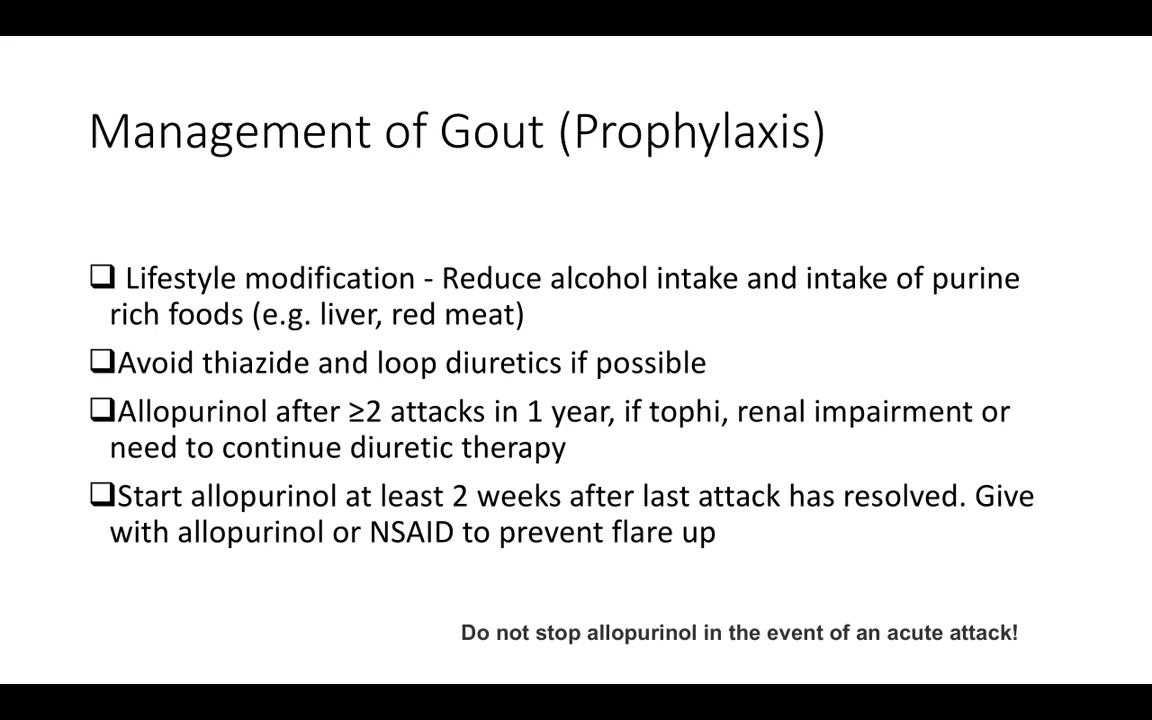 Management of Gout (Prophylaxis)
❑ Lifestyle modification - Reduce alcohol intake and intake of purine
rich foods (e.g. liver, red meat)
❑Avoid thiazide and loop diuretics if possible
❑Allopurinol after ≥2 attacks in 1 year, if tophi, renal impairment or
need to continue diuretic therapy
❑Start allopurinol at least 2 weeks after last attack has resolved. Give
with allopurinol or NSAID to prevent flare up
Do not stop allopurinol in the event of an acute attack!